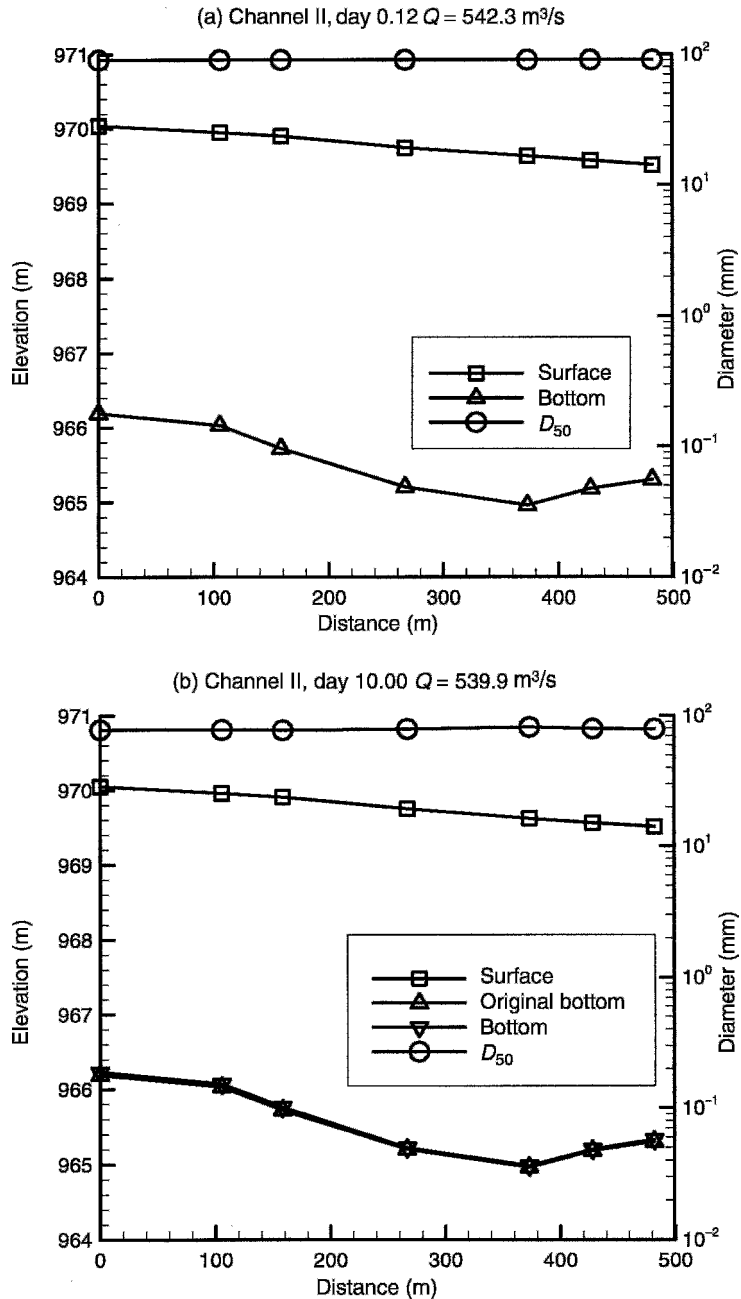 (a) Channel II, day 0.12 Q = 542.3 m³/s
971
970
969
968
967
966
965
964
Elevation (m)
10²
10¹
10⁰
10⁻¹
10⁻²
Diameter (mm)
Surface
Bottom
D₅₀
0 100 200 300 400 500
Distance (m)
(b) Channel II, day 10.00 Q = 539.9 m³/s
971
970
969
968
967
966
965
964
Elevation (m)
10²
10¹
10⁰
10⁻¹
10⁻²
Diameter (mm)
Surface
Original bottom
Bottom
D₅₀
0 100 200 300 400 500
Distance (m)